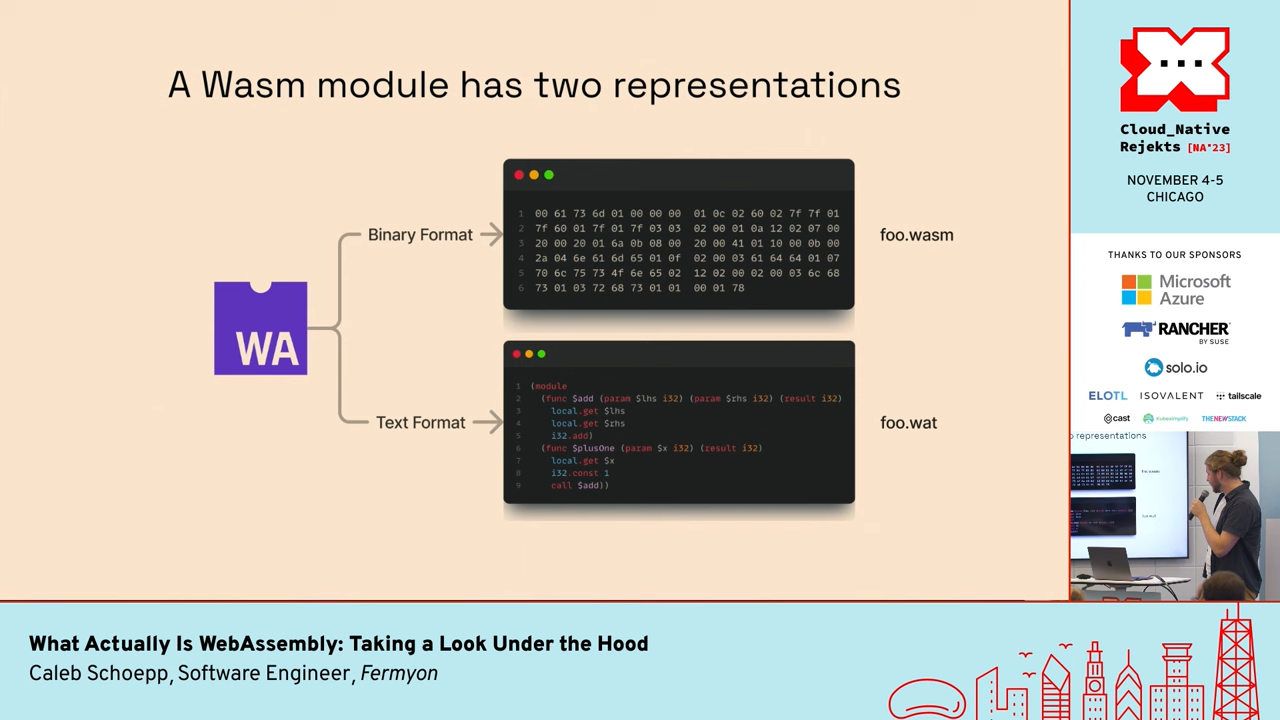 A Wasm module has two representations
Binary Format
1 00 61 73 6d 01 00 00 00 01 0c 02 60 02 7f 7f 01
2 7f 60 01 7f 01 7f 03 03 02 00 01 0a 12 02 07 00
3 20 00 20 01 6a 0b 08 00 20 00 41 01 10 00 0b 00
4 2a 04 6e 61 6d 65 01 0f 02 00 03 61 64 64 01 07
5 70 6c 75 73 4f 6e 65 02 12 02 00 02 00 03 6c 68
6 73 01 03 72 68 73 01 01 00 01 78
foo.wasm
WA
Text Format
1 (module
2 (func $add (param $lhs i32) (param $rhs i32) (result i32)
3 local.get $lhs
4 local.get $rhs
5 i32.add)
6 (func $plusOne (param $x i32) (result i32)
7 local.get $x
8 i32.const 1
9 call $add))
foo.wat
Cloud_Native
Rejekts [NA'23]
NOVEMBER 4-5
CHICAGO
THANKS TO OUR SPONSORS
Microsoft
Azure
RANCHER
BY SUSE
solo.io
ELOTL ISOVALENT tailscale
cast Kubesimplify THENEWSTACK
o representations
What Actually Is WebAssembly: Taking a Look Under the Hood
Caleb Schoepp, Software Engineer, Fermyon